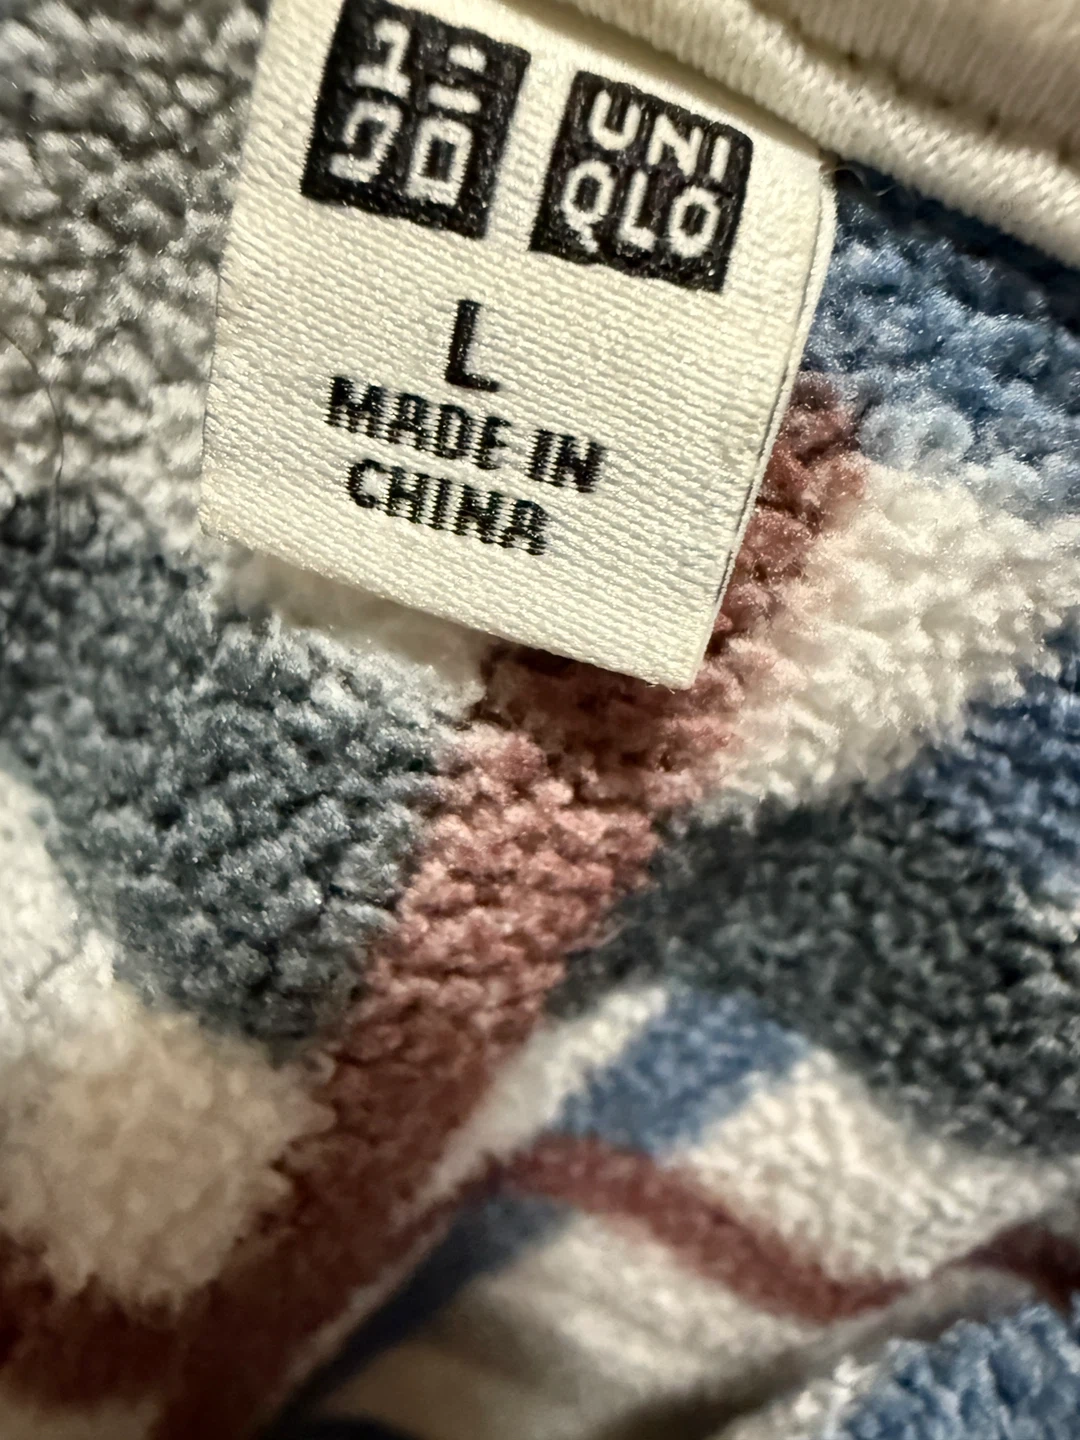 ユニ
クロ
UNI
QLO
L
MADE IN
CHINA